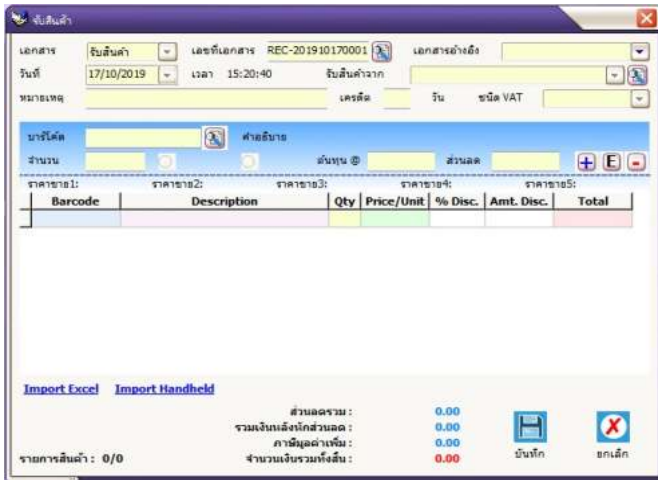 รับสินค้า
เอกสาร รับสินค้า เลขที่เอกสาร REC-201910170001 เอกสารอ้างอิง
วันที่ 17/10/2019 เวลา 15:20:40 รับสินค้าจาก
หมายเหตุ เครดิต วัน ชนิด VAT
บาร์โค้ด คำอธิบาย
จำนวน ต้นทุน @ ส่วนลด + E -
ราคาขาย1: ราคาขาย2: ราคาขาย3: ราคาขาย4: ราคาขาย5:
Barcode Description Qty Price/Unit % Disc. Amt. Disc. Total
Import Excel Import Handheld
ส่วนลดรวม : 0.00
รวมเงินหลังหักส่วนลด : 0.00
ภาษีมูลค่าเพิ่ม : 0.00
รายการสินค้า : 0/0 จำนวนเงินรวมทั้งสิ้น : 0.00 บันทึก ยกเลิก